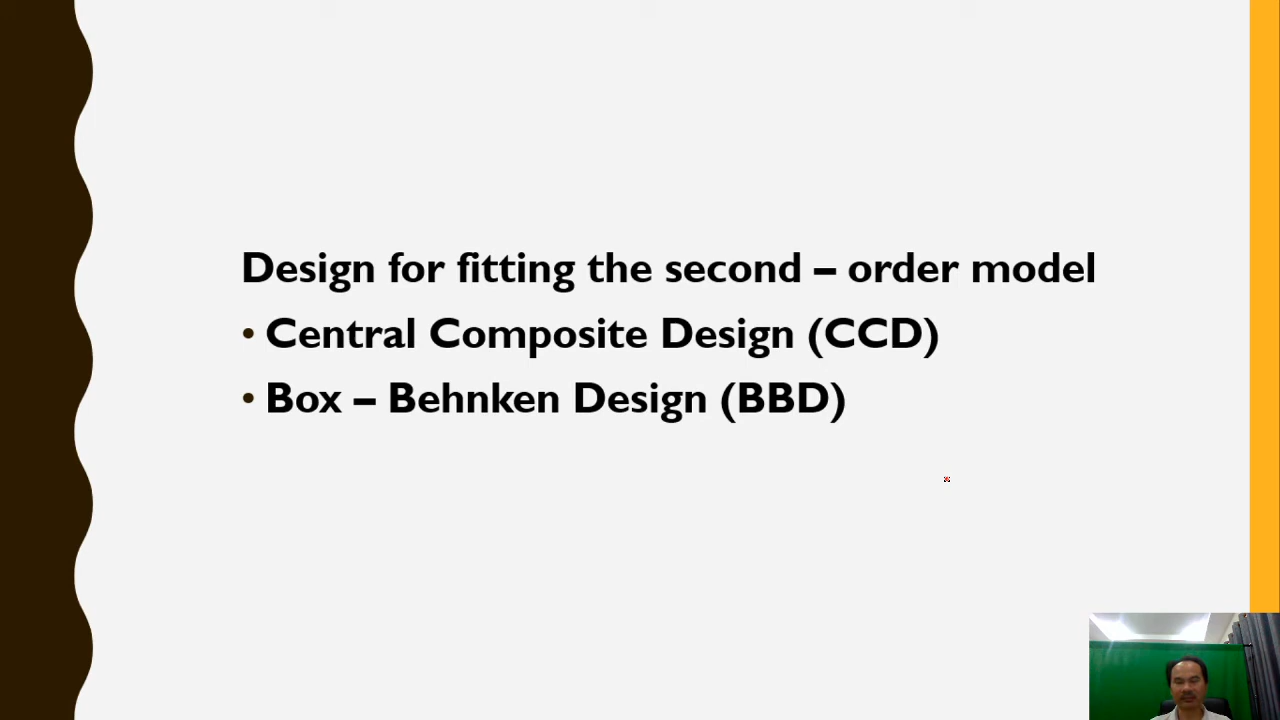 Design for fitting the second – order model
• Central Composite Design (CCD)
• Box – Behnken Design (BBD)